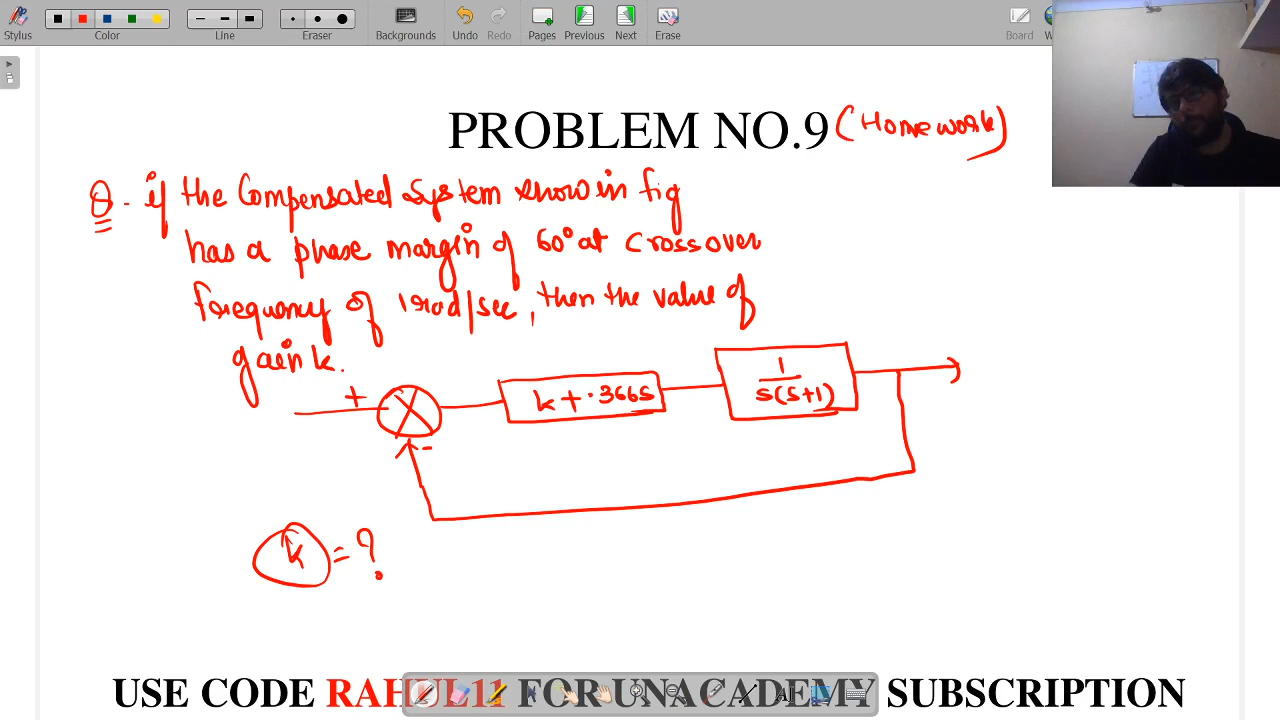 Stylus
Color
Line
Eraser
Backgrounds
Undo
Redo
Pages
Previous
Next
Erase
Board
PROBLEM NO.9 (Homework)
Q. if the Compensated System show in fig
has a phase margin of 60° at crossover
frequency of 1 rad/sec, then the value of
gain k.
+
k + .366s
1
s(s+1)
-
k = ?
USE CODE RAHUL11 FOR UNACADEMY SUBSCRIPTION